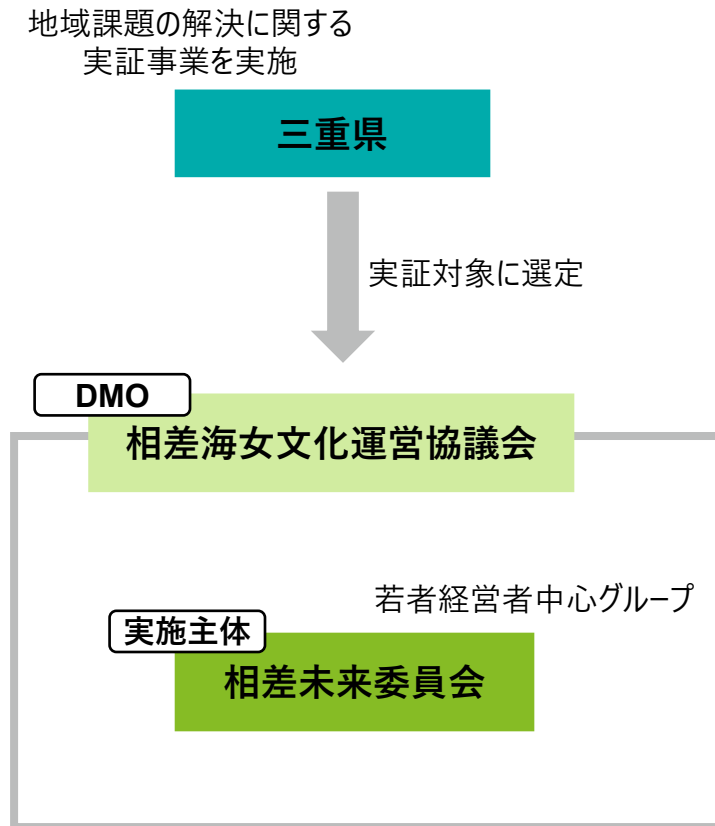 地域課題の解決に関する
実証事業を実施
三重県
実証対象に選定
DMO
相差海女文化運営協議会
若者経営者中心グループ
実施主体
相差未来委員会